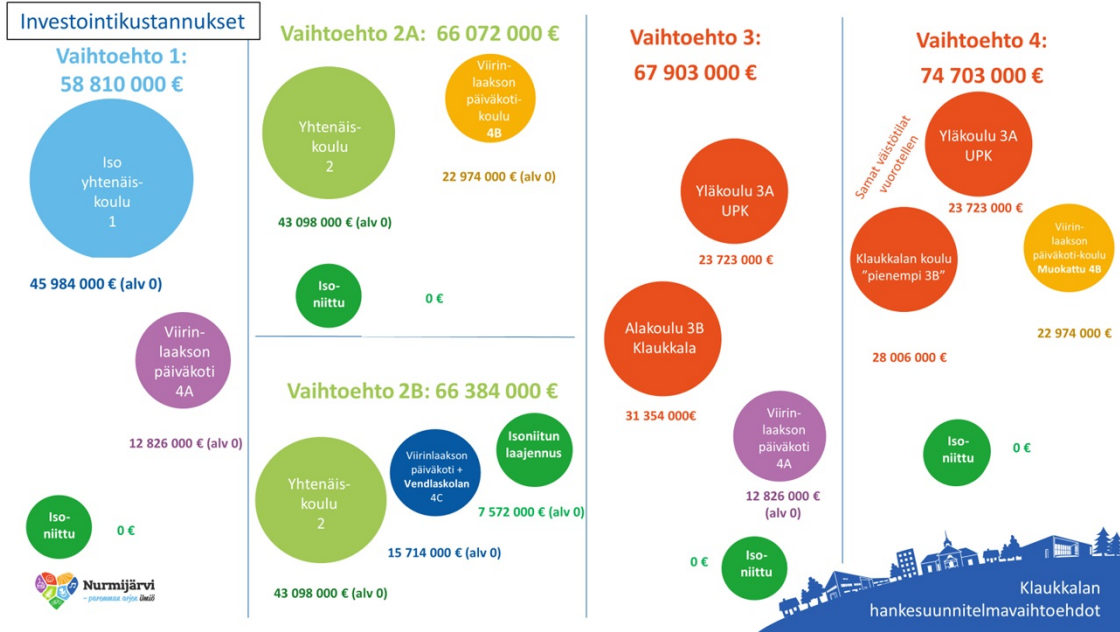 Investointikustannukset
Vaihtoehto 1:
58 810 000 €
Iso
yhtenäis-
koulu
1
45 984 000 € (alv 0)
Viirin-
laakson
päiväkoti
4A
12 826 000 € (alv 0)
Iso-
niittu
0 €
Nurmijärvi
– paremman arjen ilmiö
Vaihtoehto 2A: 66 072 000 €
Yhtenäis-
koulu
2
43 098 000 € (alv 0)
Viirin-
laakson
päiväkoti-
koulu
4B
22 974 000 € (alv 0)
Iso-
niittu
0 €
Vaihtoehto 2B: 66 384 000 €
Yhtenäis-
koulu
2
43 098 000 € (alv 0)
Viirinlaakson
päiväkoti +
Vendlaskolan
4C
15 714 000 € (alv 0)
Isoniitun
laajennus
7 572 000 € (alv 0)
Vaihtoehto 3:
67 903 000 €
Yläkoulu 3A
UPK
23 723 000 €
Alakoulu 3B
Klaukkala
31 354 000€
Viirin-
laakson
päiväkoti
4A
12 826 000 €
(alv 0)
0 €
Iso-
niittu
Vaihtoehto 4:
74 703 000 €
Samat väistötilat
vuorotellen
Yläkoulu 3A
UPK
23 723 000 €
Klaukkalan koulu
”pienempi 3B”
28 006 000 €
Viirin-
laakson
päiväkoti-koulu
Muokattu 4B
22 974 000 €
Iso-
niittu
0 €
Klaukkalan
hankesuunnitelmavaihtoehdot